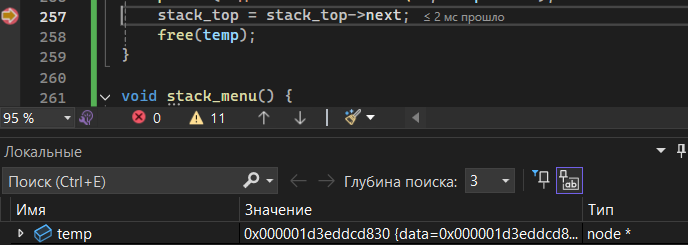 257 stack_top = stack_top->next; ≤ 2 мс прошло
258 free(temp);
259 }
260
261 void stack_menu() {
95 % 0 11
Локальные
Поиск (Ctrl+E) Глубина поиска: 3
Имя Значение Тип
temp 0x000001d3eddcd830 {data=0x000001d3eddcd8... node *